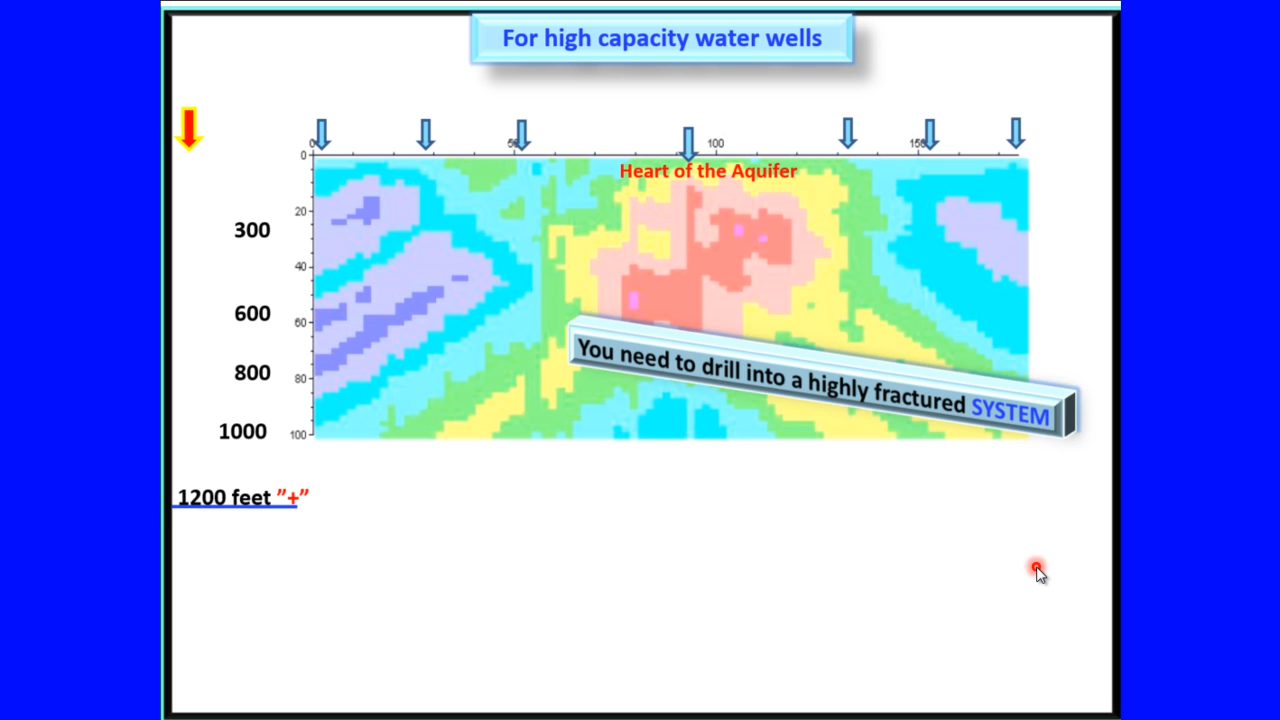 For high capacity water wells
0 50 100 150
0
Heart of the Aquifer
20
300
40
600
60
You need to drill into a highly fractured SYSTEM
800
80
1000
100
1200 feet ”+”